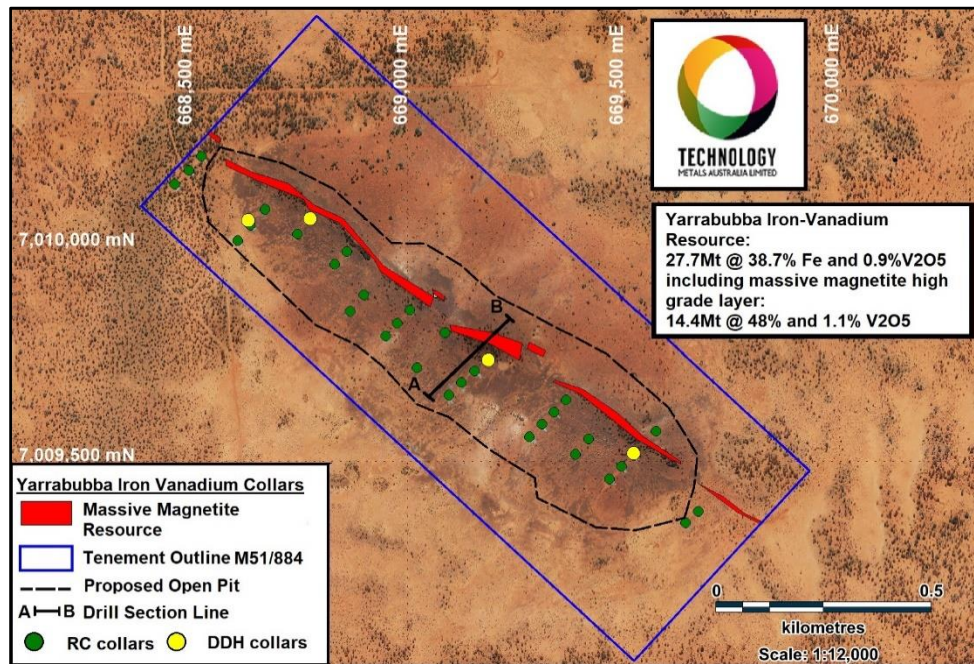 668,500 mE
669,000 mE
669,500 mE
670,000 mE
TECHNOLOGY
METALS AUSTRALIA LIMITED
Yarrabubba Iron-Vanadium
Resource:
27.7Mt @ 38.7% Fe and 0.9%V2O5
including massive magnetite high
grade layer:
14.4Mt @ 48% and 1.1% V2O5
7,010,000 mN
B
A
7,009,500 mN
Yarrabubba Iron Vanadium Collars
Massive Magnetite
Resource
Tenement Outline M51/884
Proposed Open Pit
A B Drill Section Line
RC collars DDH collars
0 0.5
kilometres
Scale: 1:12,000